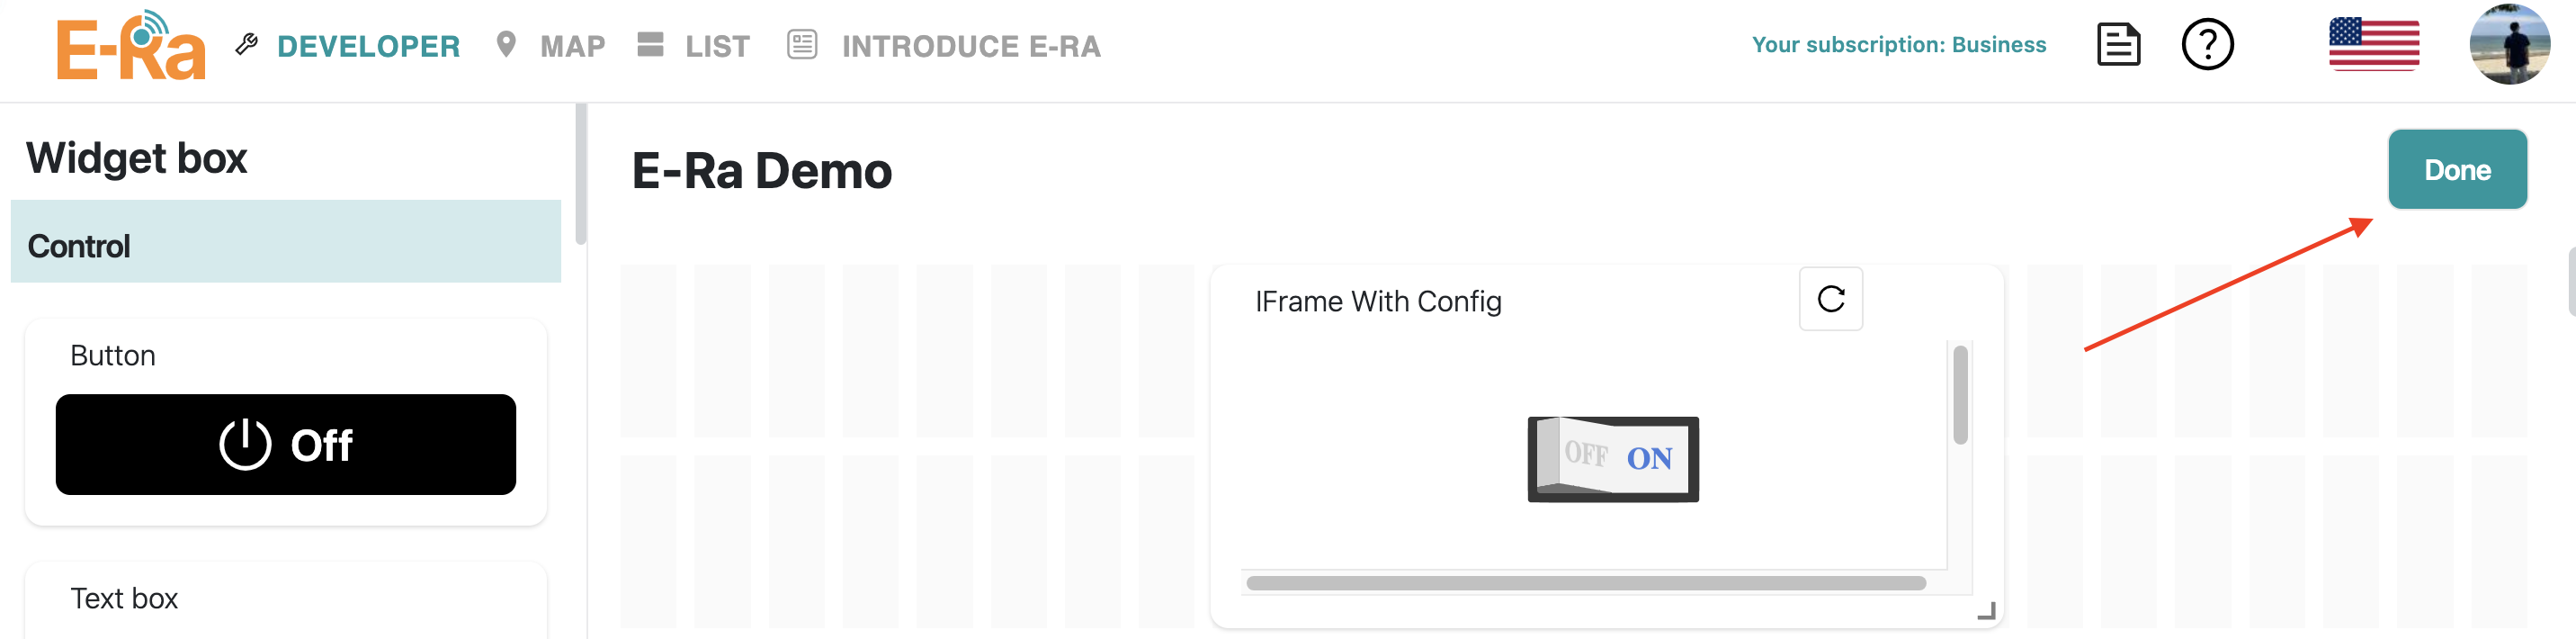 E-Ra
DEVELOPER
MAP
LIST
INTRODUCE E-RA
Your subscription: Business
Widget box
E-Ra Demo
Done
Control
IFrame With Config
Button
Off
OFF ON
Text box